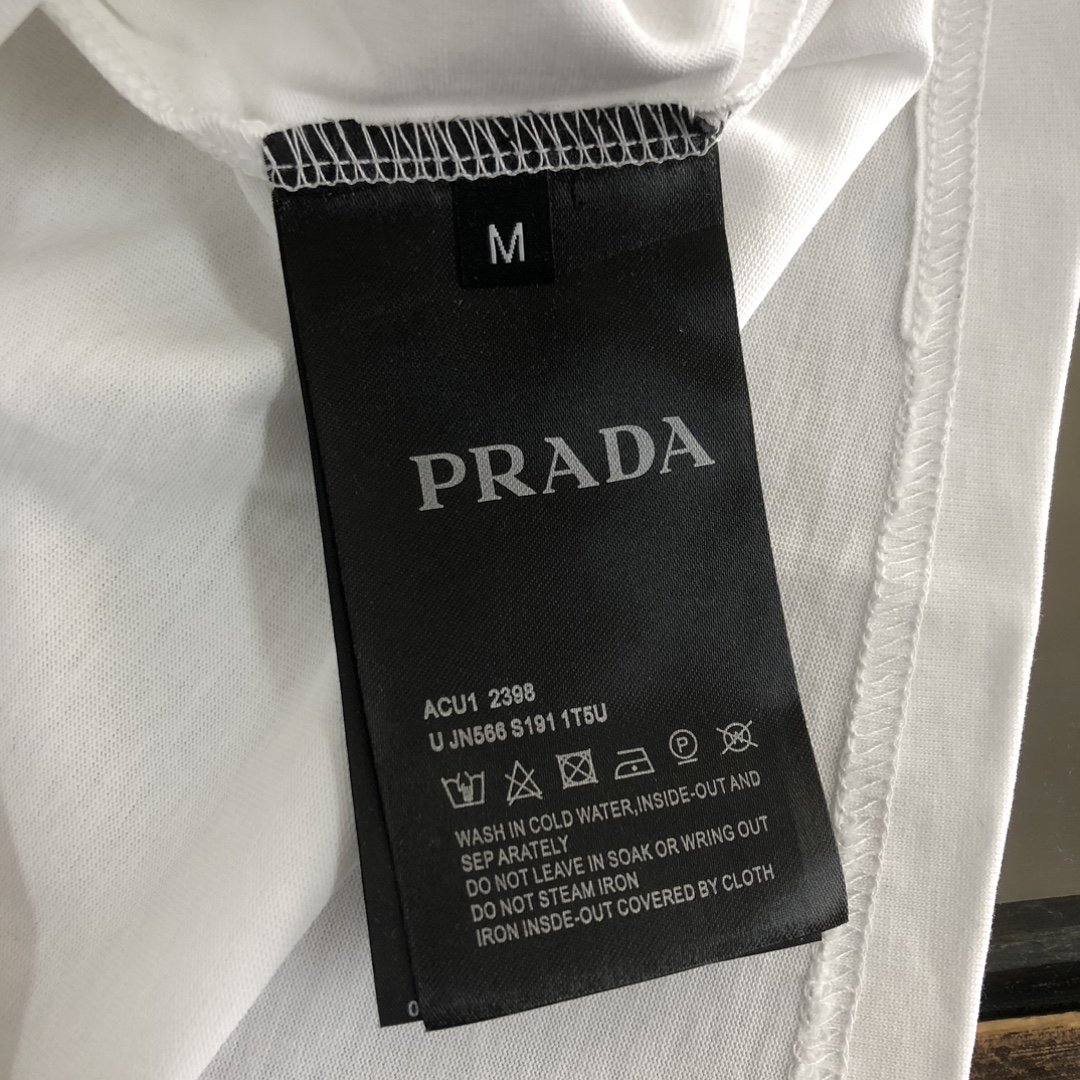 M
PRADA
ACU1 2398
U JN566 S191 1T5U
P
WASH IN COLD WATER,INSIDE-OUT AND
SEP ARATELY
DO NOT LEAVE IN SOAK OR WRING OUT
DO NOT STEAM IRON
IRON INSDE-OUT COVERED BY CLOTH
0